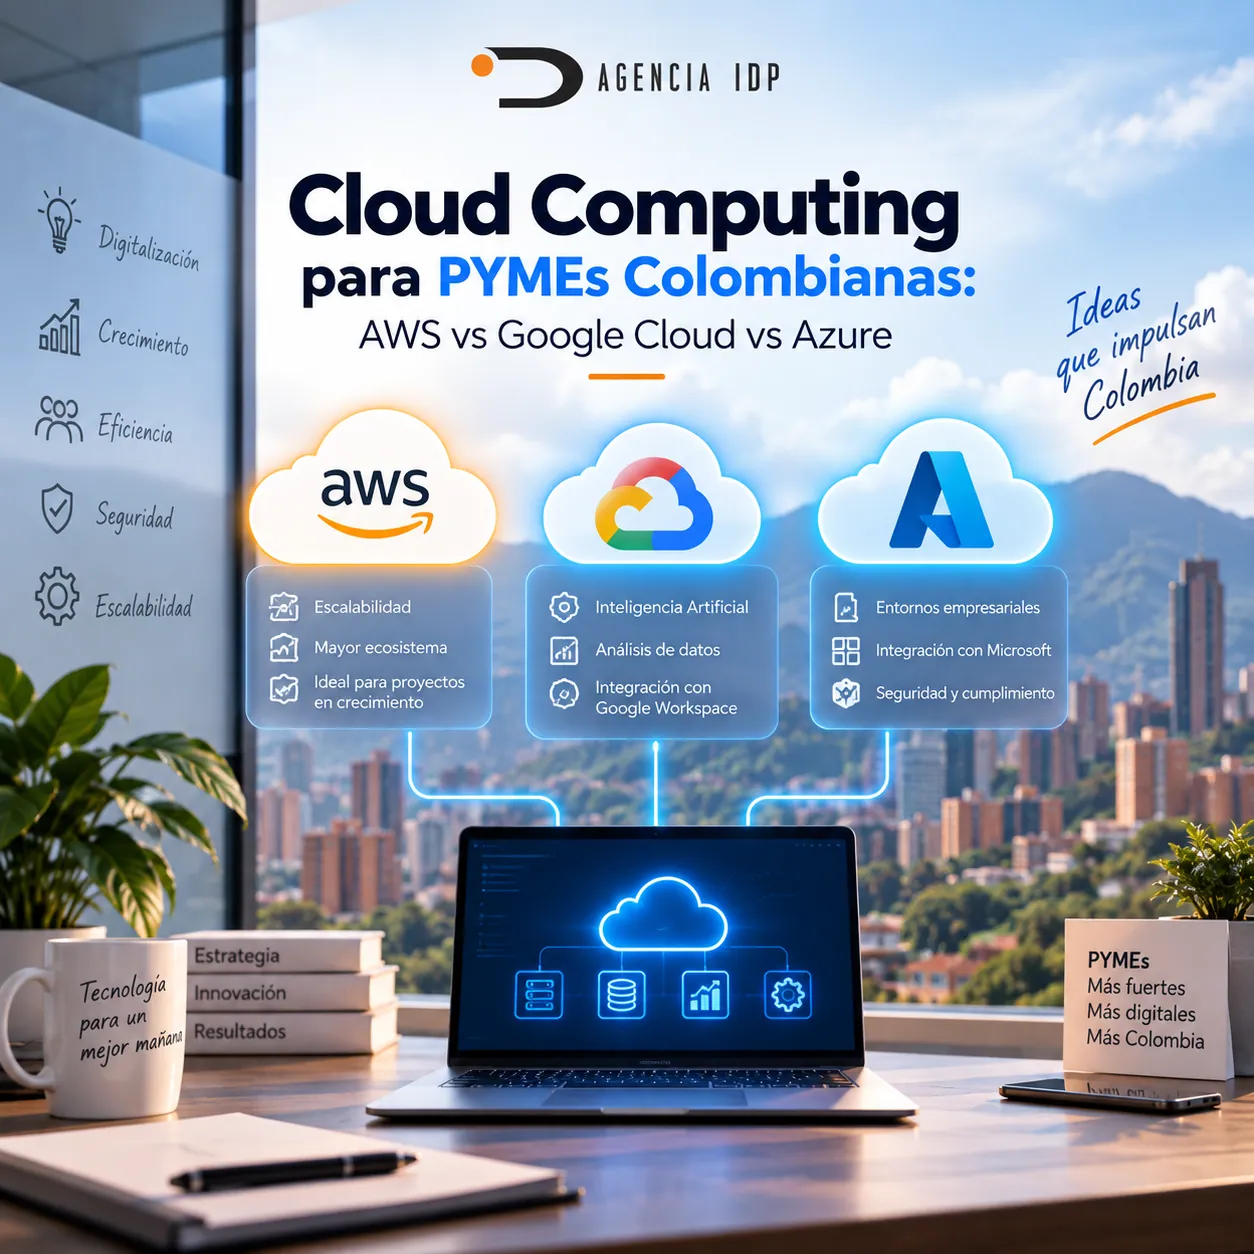 AGENCIA IDP
Cloud Computing
para PYMEs Colombianas:
AWS vs Google Cloud vs Azure
Ideas
que impulsan
Colombia
Digitalización
Crecimiento
Eficiencia
Seguridad
Escalabilidad
aws
Escalabilidad
Mayor ecosistema
Ideal para proyectos
en crecimiento
Inteligencia Artificial
Análisis de datos
Integración con
Google Workspace
Entornos empresariales
Integración con Microsoft
Seguridad y cumplimiento
Tecnología
para un
mejor mañana
Estrategia
Innovación
Resultados
PYMEs
Más fuertes
Más digitales
Más Colombia